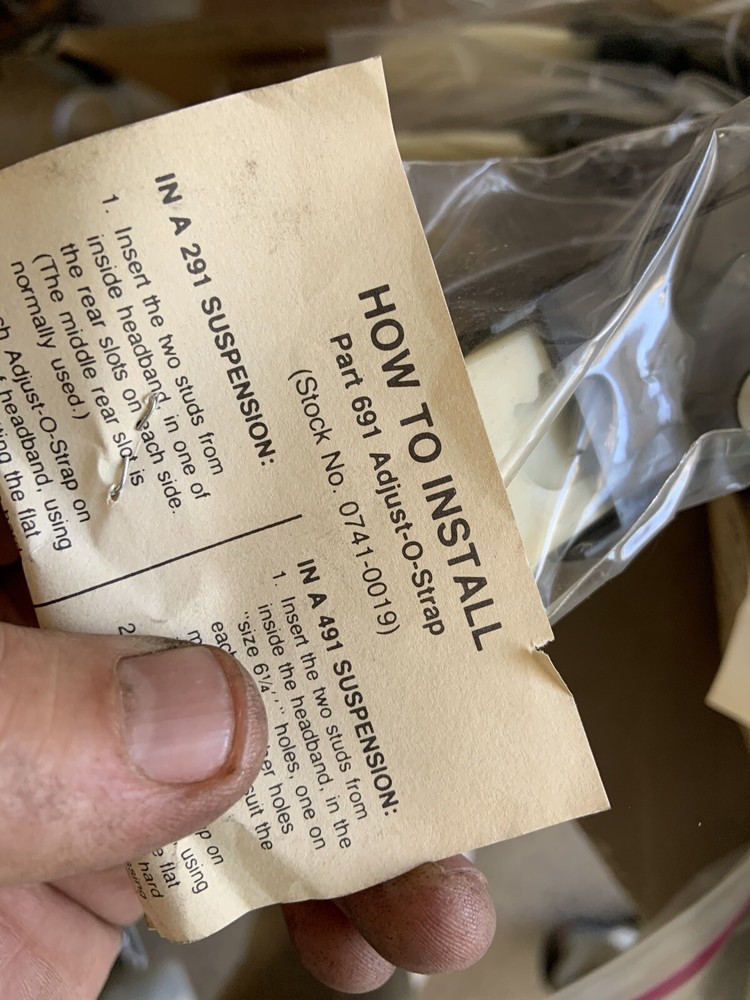 HOW TO INSTALL
Part 691 Adjust-O-Strap
(Stock No. 0741-0019)
IN A 291 SUSPENSION:
1. Insert the two studs from
inside headband, in one of
the rear slots on each side.
(The middle rear slot is
normally used.)
Adjust-O-Strap on
headband using
the flat
IN A 491 SUSPENSION:
1. Insert the two studs from
inside the headband, in the
"size 6¼" holes, one on
holes
suit the
2.
on
using
flat
hard